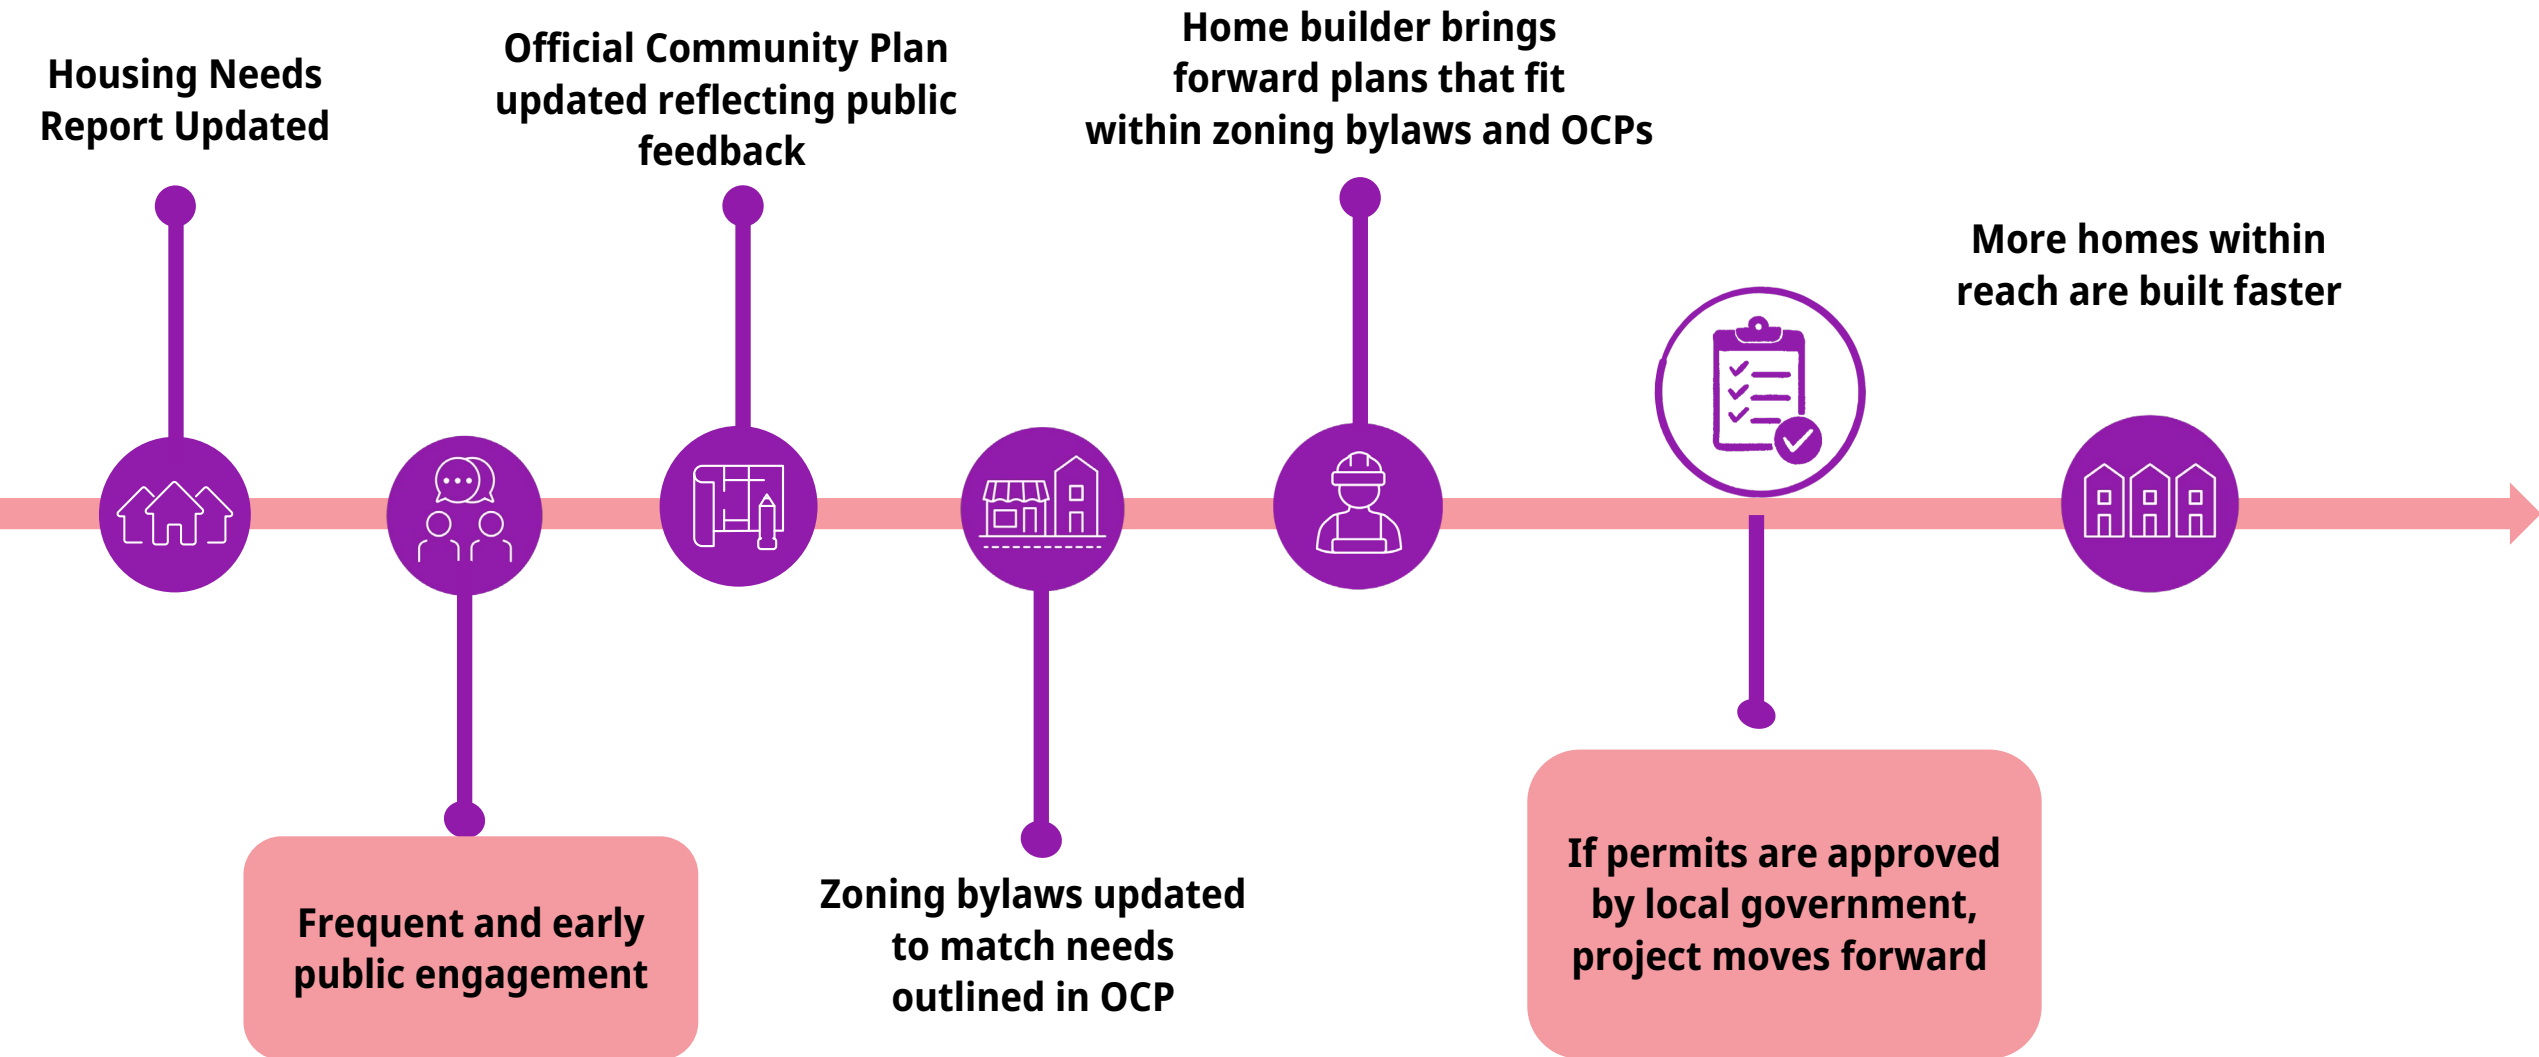 Housing Needs
Report Updated
Frequent and early
public engagement
Official Community Plan
updated reflecting public
feedback
Zoning bylaws updated
to match needs
outlined in OCP
Home builder brings
forward plans that fit
within zoning bylaws and OCPs
If permits are approved
by local government,
project moves forward
More homes within
reach are built faster